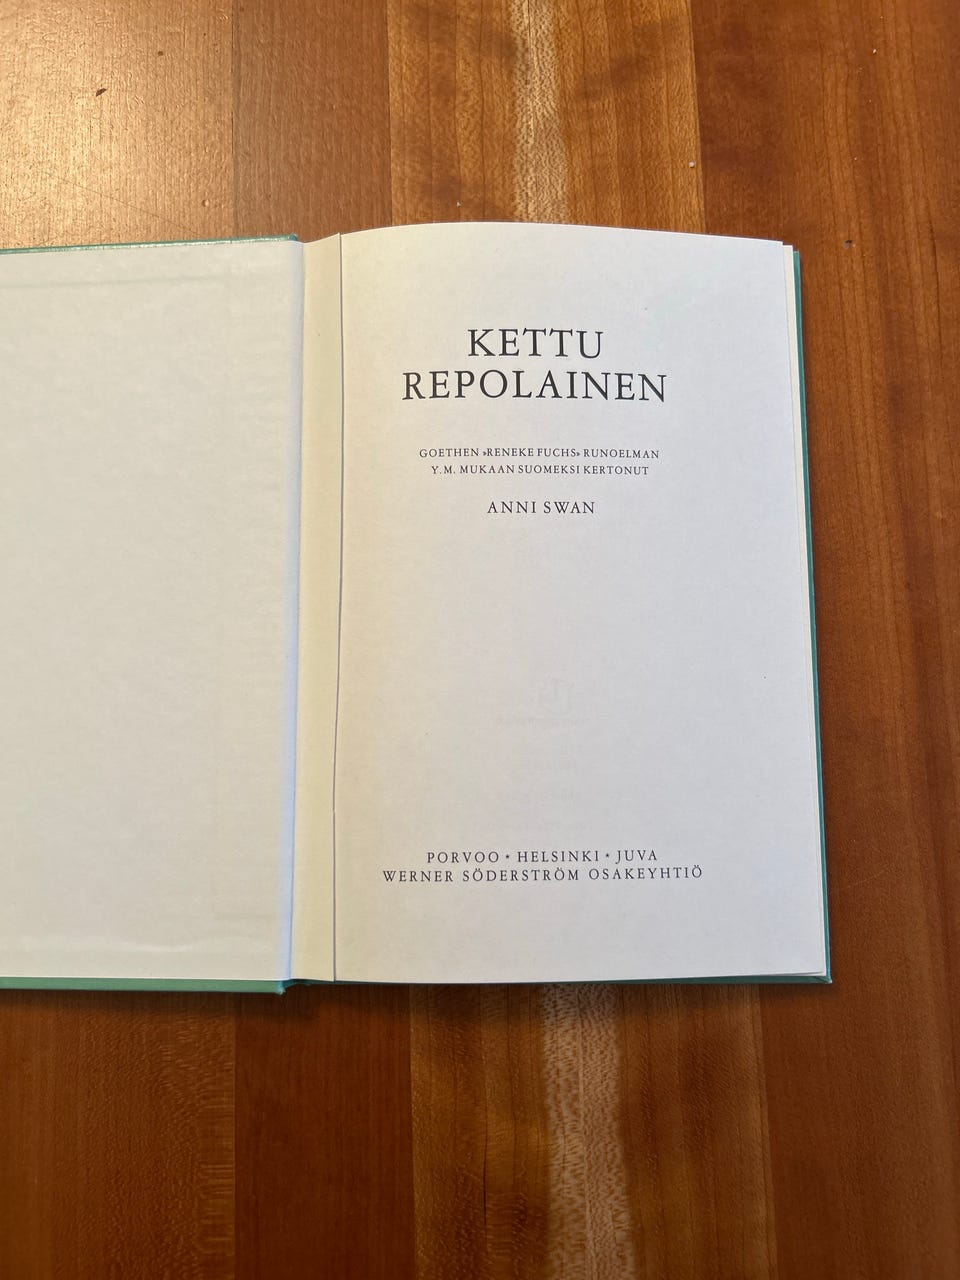 KETTU
REPOLAINEN
GOETHEN »RENEKE FUCHS» RUNOELMAN
Y.M. MUKAAN SUOMEKSI KERTONUT
ANNI SWAN
PORVOO ⋆ HELSINKI ⋆ JUVA
WERNER SÖDERSTRÖM OSAKEYHTIÖ